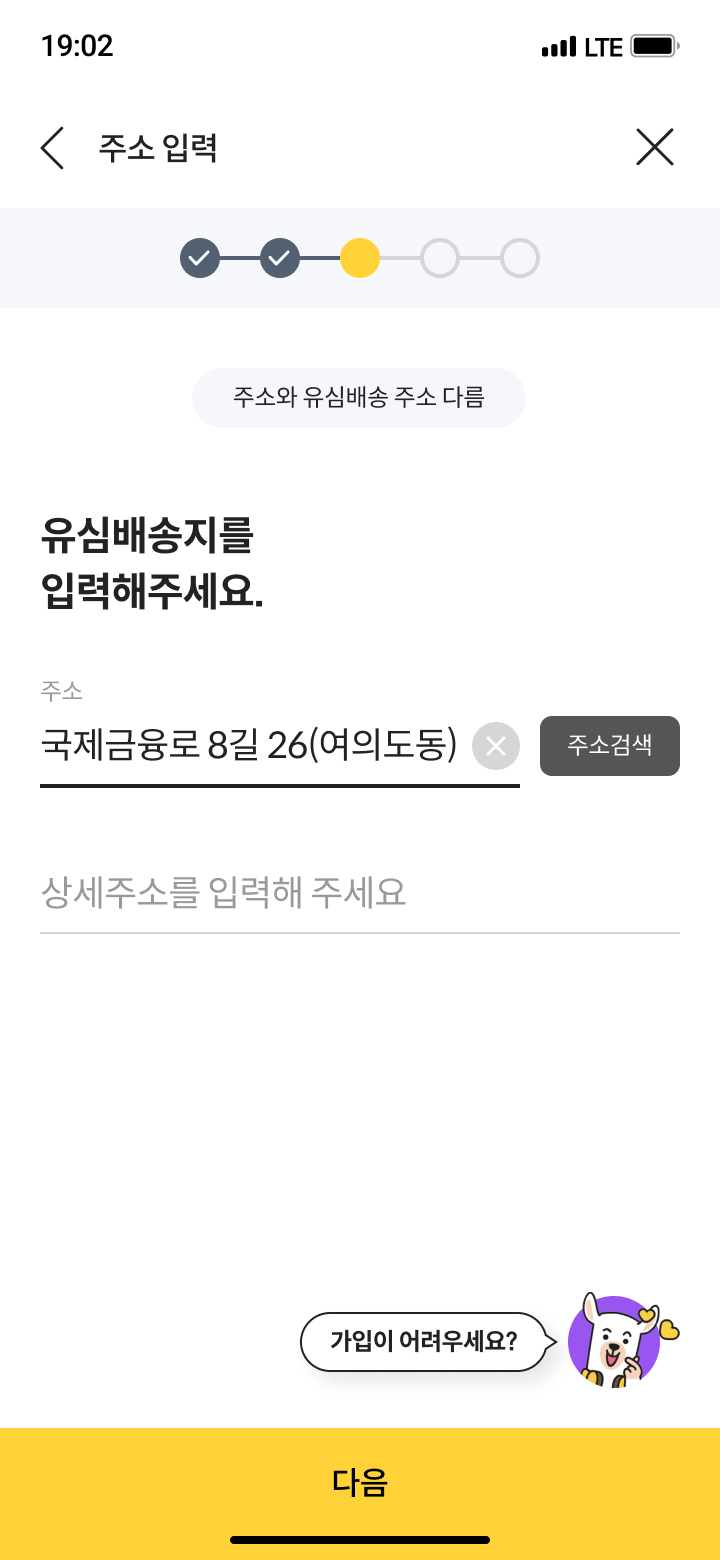 19:02
LTE
주소 입력
주소와 유심배송 주소 다름
유심배송지를
입력해주세요.
주소
국제금융로 8길 26(여의도동)
주소검색
상세주소를 입력해 주세요
가입이 어려우세요?
다음